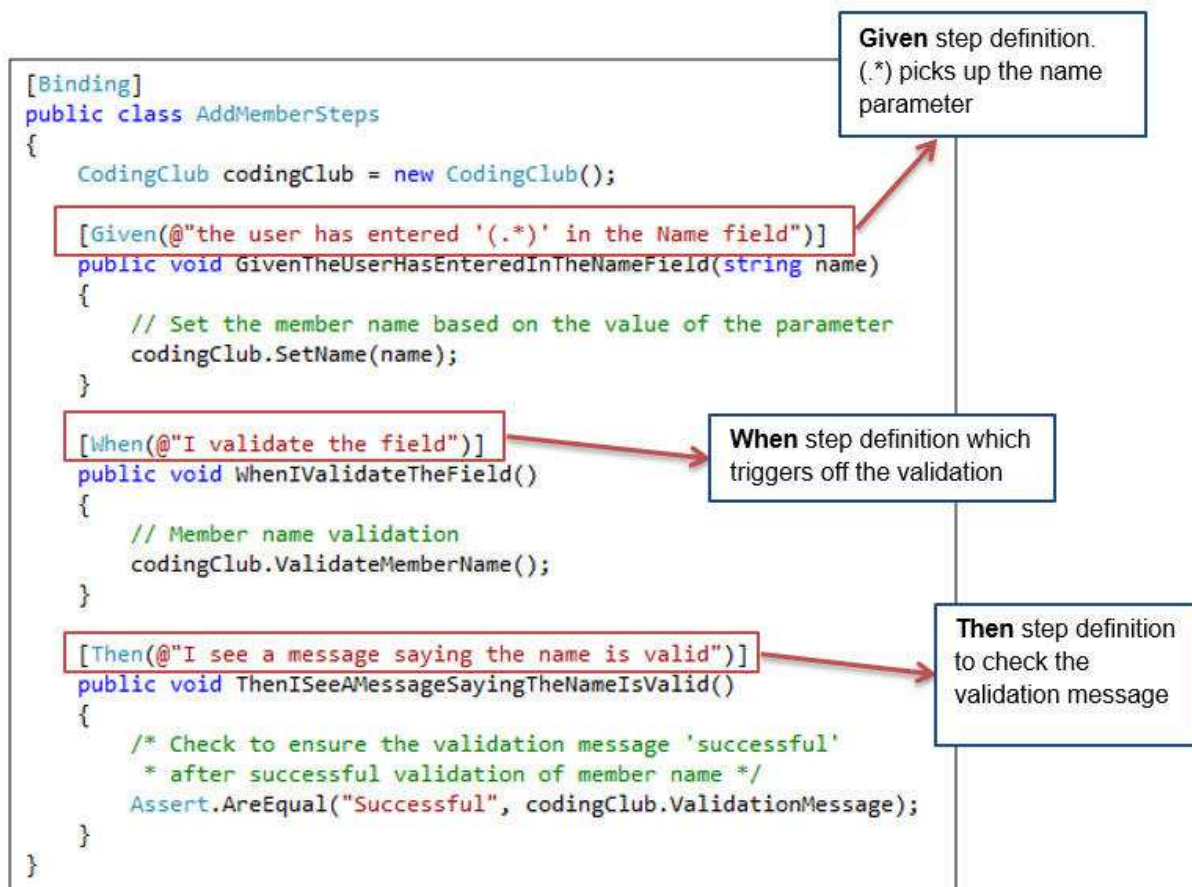 Given step definition.
(.*) picks up the name
parameter
[Binding]
public class AddMemberSteps
{
CodingClub codingClub = new CodingClub();
[Given(@"the user has entered '(.*)' in the Name field")]
public void GivenTheUserHasEnteredInTheNameField(string name)
{
// Set the member name based on the value of the parameter
codingClub.SetName(name);
}
[When(@"I validate the field")]
public void WhenIValidateTheField()
{
// Member name validation
codingClub.ValidateMemberName();
}
When step definition which
triggers off the validation
[Then(@"I see a message saying the name is valid")]
public void ThenISeeAMessageSayingTheNameIsValid()
{
/* Check to ensure the validation message 'successful'
* after successful validation of member name */
Assert.AreEqual("Successful", codingClub.ValidationMessage);
}
}
Then step definition
to check the
validation message